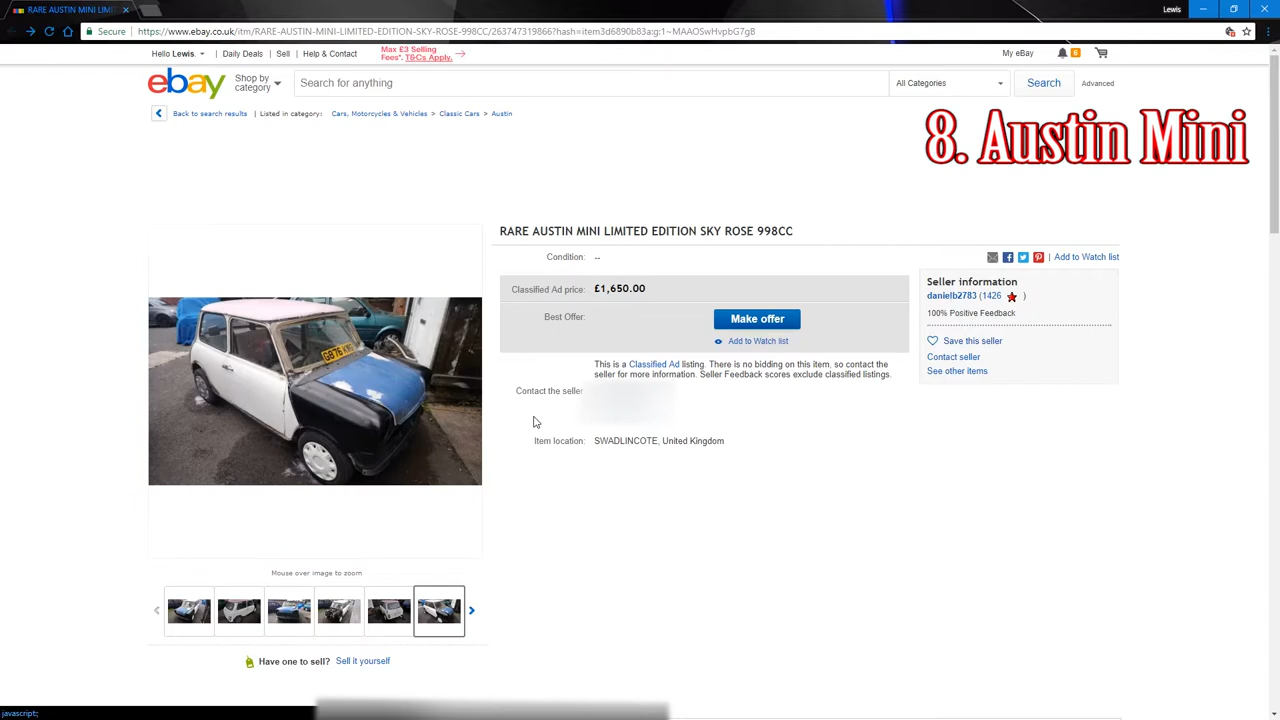 RARE AUSTIN MINI LIM
Lewis
Secure
https://www.ebay.co.uk/itm/RARE-AUSTIN-MINI-LIMITED-EDITION-SKY-ROSE-998CC/263747319866?hash=item3d6890b83a:g:1~MAAOSwHvpbG7gB
Hello Lewis.
Daily Deals
Sell
Help & Contact
Max £3 Selling
Fees*. T&Cs Apply.
My eBay
6
ebay
Shop by
category
Search for anything
All Categories
Search
Advanced
Back to search results
Listed in category:
Cars, Motorcycles & Vehicles > Classic Cars > Austin
8. Austin Mini
RARE AUSTIN MINI LIMITED EDITION SKY ROSE 998CC
Condition: --
| Add to Watch list
Classified Ad price: £1,650.00
Best Offer:
Make offer
Add to Watch list
This is a Classified Ad listing. There is no bidding on this item, so contact the
seller for more information. Seller Feedback scores exclude classified listings.
Contact the seller
Item location: SWADLINCOTE, United Kingdom
Seller information
danielb2783 (1426 )
100% Positive Feedback
Save this seller
Contact seller
See other items
Mouse over image to zoom
Have one to sell? Sell it yourself
javascript:;